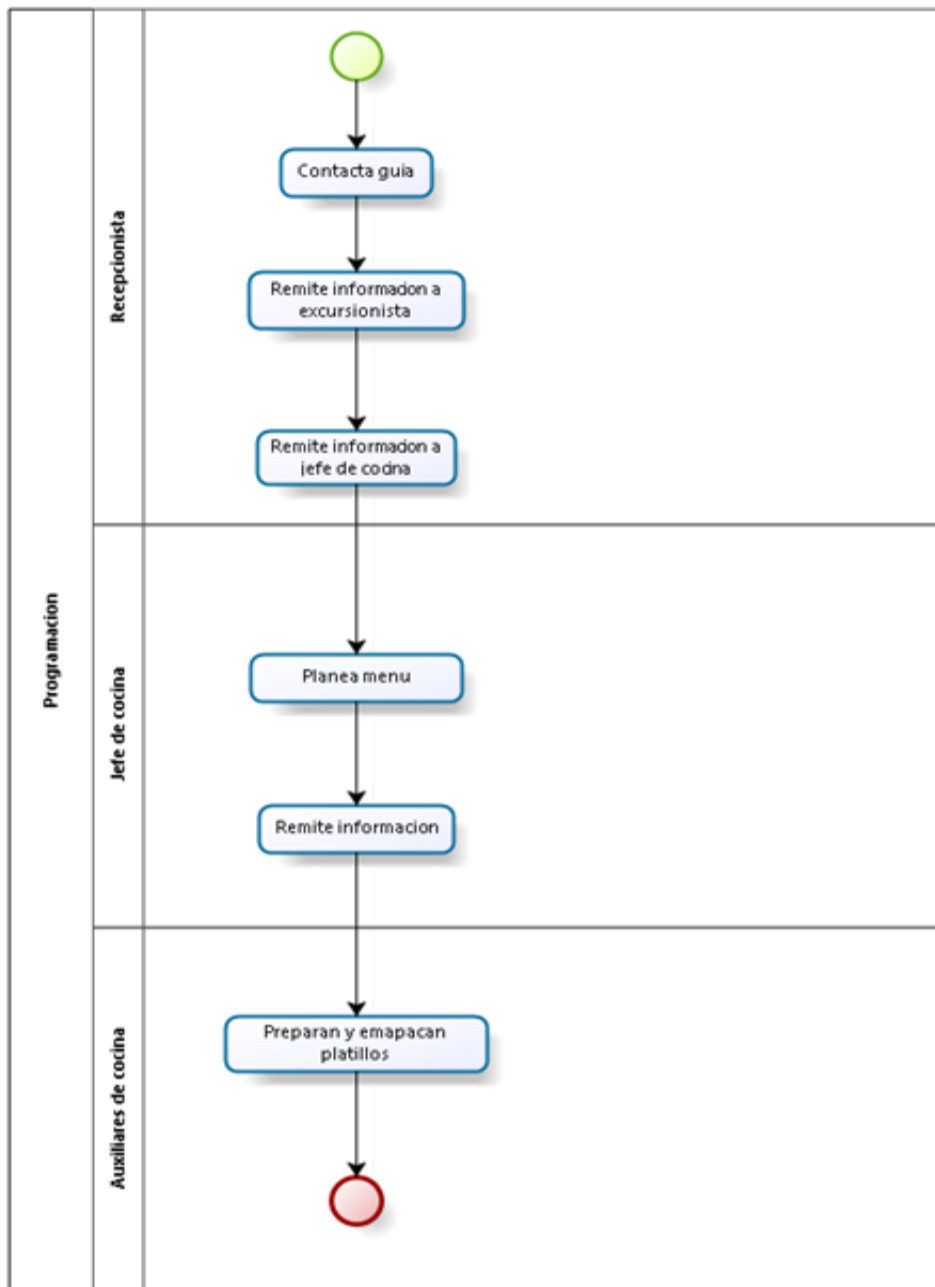 Programacion
Recepcionista
Contacta guia
Remite informacion a
excursionista
Remite informacion a
jefe de cocina
Jefe de cocina
Planea menu
Remite informacion
Auxiliares de cocina
Preparan y emapacan
platillos